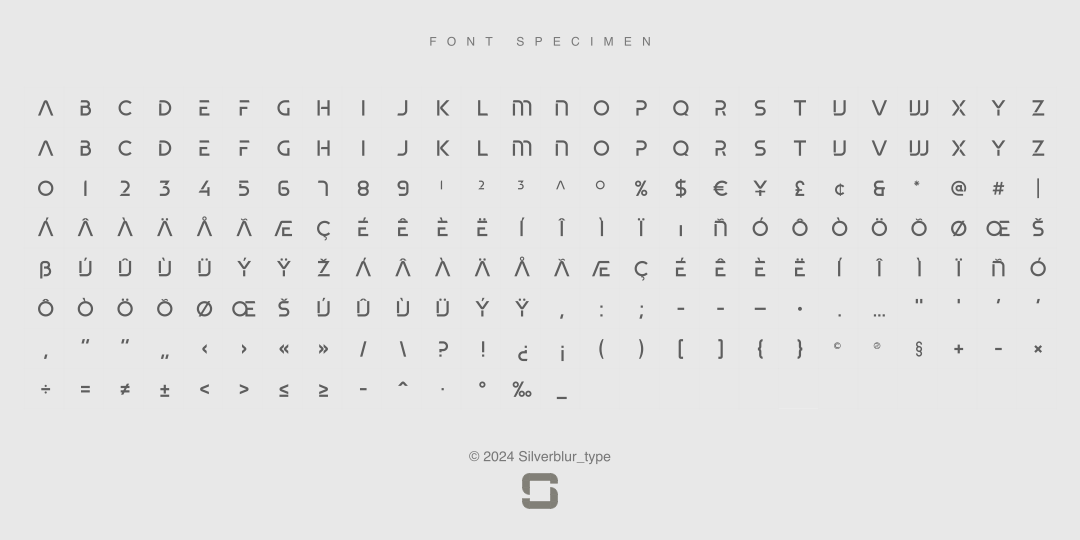 FONT SPECIMEN
A B C D E F G H I J K L M N O P Q R S T U V W X Y Z
A B C D E F G H I J K L M N O P Q R S T U V W X Y Z
0 1 2 3 4 5 6 7 8 9 ¹ ² ³ ᴬ º % $ € ¥ £ ¢ & * @ # |
Á Â À Ä Å Ã Æ Ç É Ê È Ë Í Î Ì Ï ı Ñ Ó Ô Ò Ö Õ Ø Œ Š
ß Ú Û Ù Ü Ý Ÿ Ž Á Â À Ä Å Ã Æ Ç É Ê È Ë Í Î Ì Ï Ñ Ó
Ô Ò Ö Õ Ø Œ Š Ú Û Ù Ü Ý Ÿ , : ; - - — • . … " ' ‘ ’
‚ “ ” „ ‹ › « » / \ ? ! ¿ ¡ ( ) [ ] { } © ℗ § + - ×
÷ = ≠ ± < > ≤ ≥ - ^ · ° ‰ _
© 2024 Silverblur_type